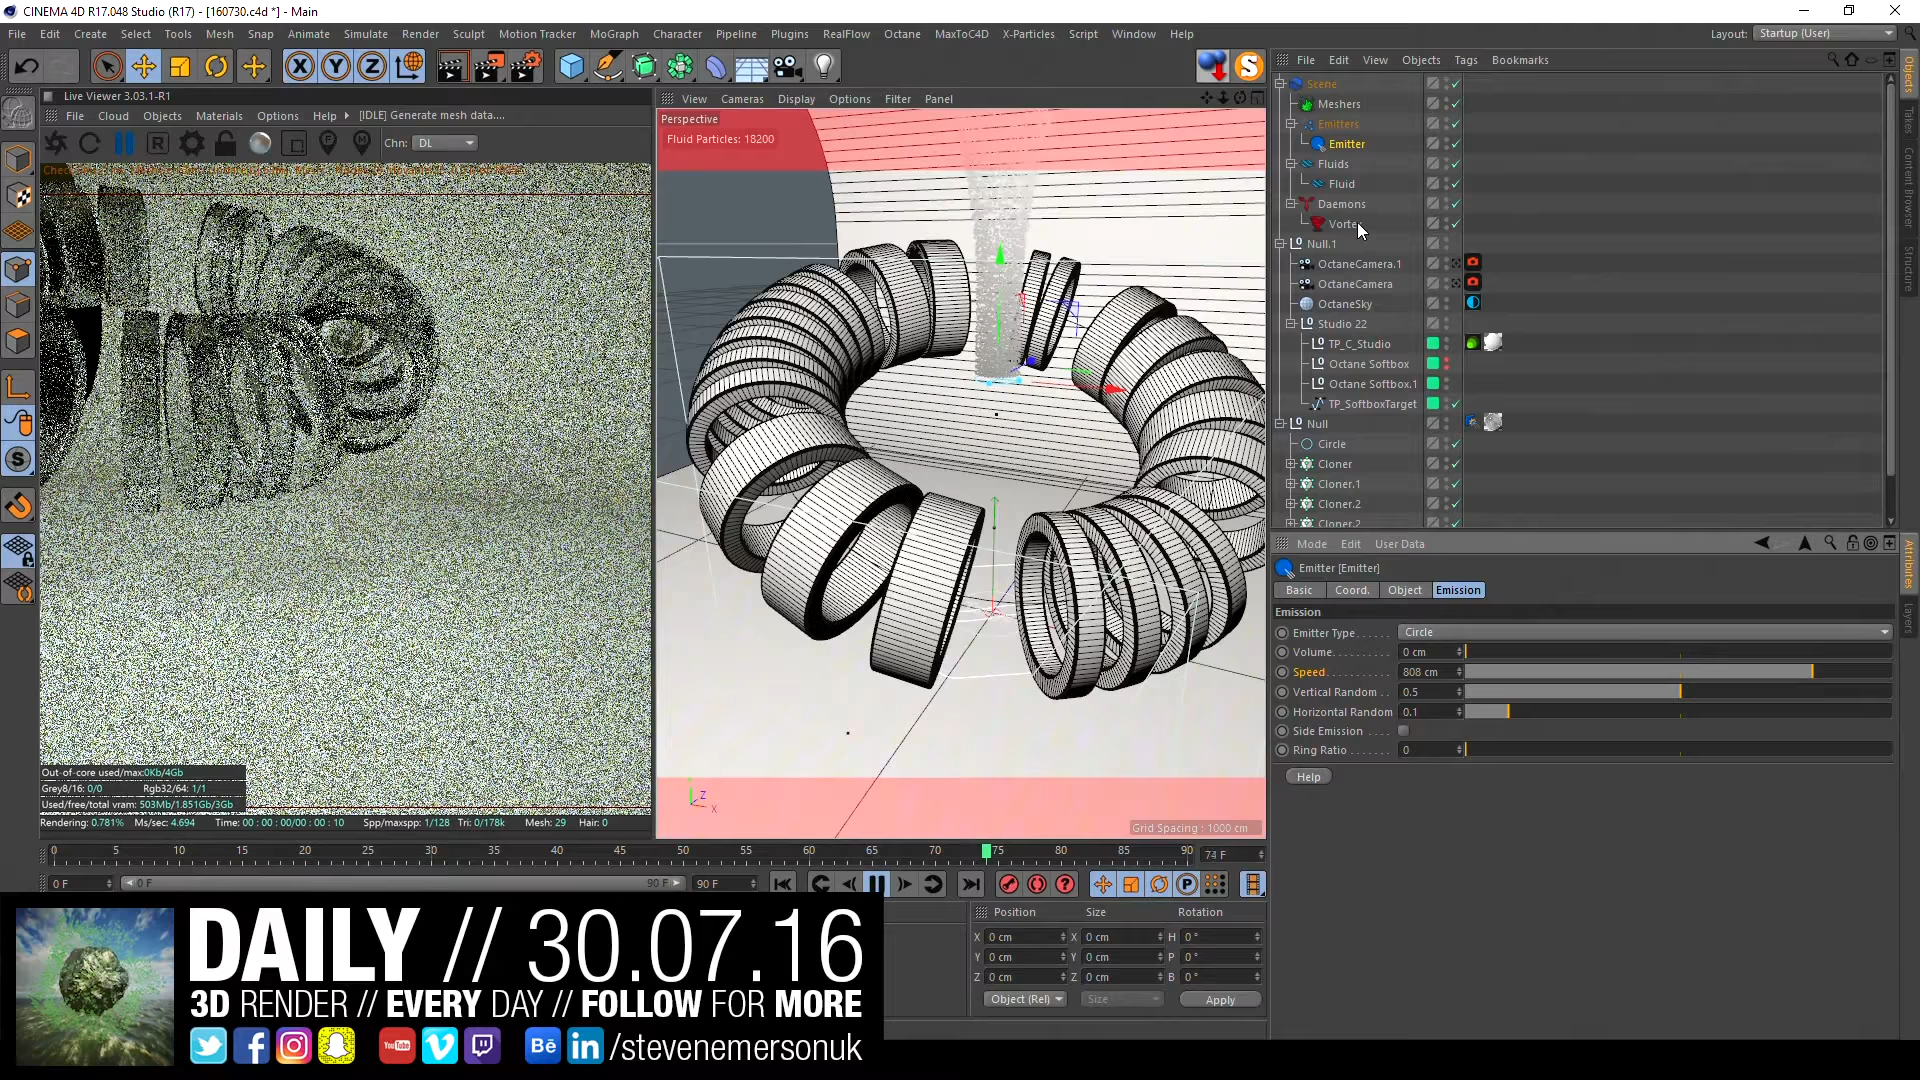 CINEMA 4D R17.048 Studio (R17) - [160730.c4d *] - Main
File Edit Create Select Tools Mesh Snap Animate Simulate Render Sculpt Motion Tracker MoGraph Character Pipeline Plugins RealFlow Octane MaxToC4D X-Particles Script Window Help
Layout: Startup (User)
X Y Z
S
File Edit View Objects Tags Bookmarks
Live Viewer 3.03.1-R1
File Cloud Objects Materials Options Help [IDLE] Generate mesh data....
Chn: DL
View Cameras Display Options Filter Panel
Perspective
Fluid Particles: 18200
Scene
Meshers
Emitters
Emitter
Fluids
Fluid
Daemons
Vorte
Null.1
OctaneCamera.1
OctaneCamera
OctaneSky
Studio 22
TP_C_Studio
Octane Softbox
Octane Softbox.1
TP_SoftboxTarget
Null
Circle
Cloner
Cloner.1
Cloner.2
Cloner.2
Objects
Takes
Content Browser
Structure
Attributes
Layers
Mode Edit User Data
Emitter [Emitter]
Basic Coord. Object Emission
Emission
Emitter Type Circle
Volume 0 cm
Speed 808 cm
Vertical Random 0.5
Horizontal Random 0.1
Side Emission
Ring Ratio 0
Help
Out-of-core used/max:0Kb/4Gb
Grey8/16: 0/0 Rgb32/64: 1/1
Used/free/total vram: 503Mb/1.851Gb/3Gb
Rendering: 0.781% Ms/sec: 4.694 Time: 00 : 00 : 00/00 : 00 : 10 Spp/maxspp: 1/128 Tri: 0/178k Mesh: 29 Hair: 0
Z
X
Grid Spacing : 1000 cm
0 5 10 15 20 25 30 35 40 45 50 55 60 65 70 75 80 85 90 74 F
0 F 0 F 90 F 90 F
Position Size Rotation
X 0 cm X 0 cm H 0 °
Y 0 cm Y 0 cm P 0 °
Z 0 cm Z 0 cm B 0 °
Object (Rel) Size Apply
DAILY // 30.07.16
3D RENDER // EVERY DAY // FOLLOW FOR MORE
/stevenemersonuk